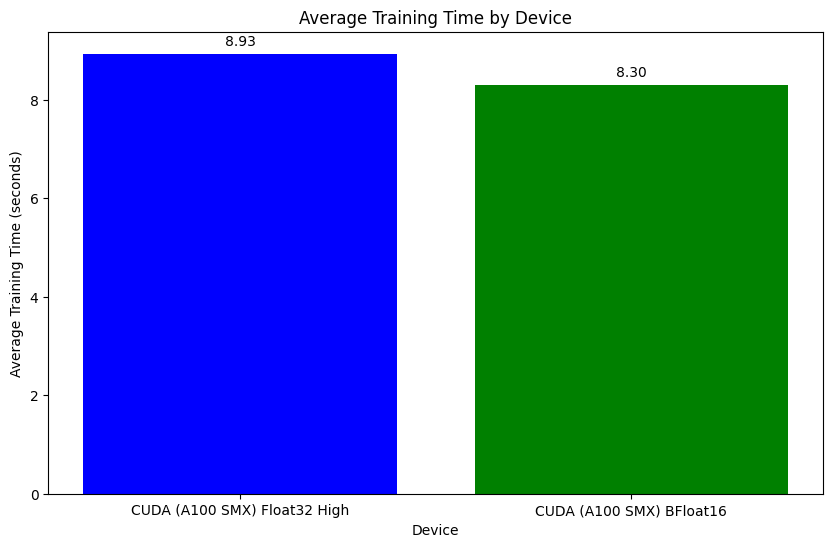 Average Training Time by Device
8.93
8.30
Average Training Time (seconds)
8
6
4
2
0
CUDA (A100 SMX) Float32 High
CUDA (A100 SMX) BFloat16
Device